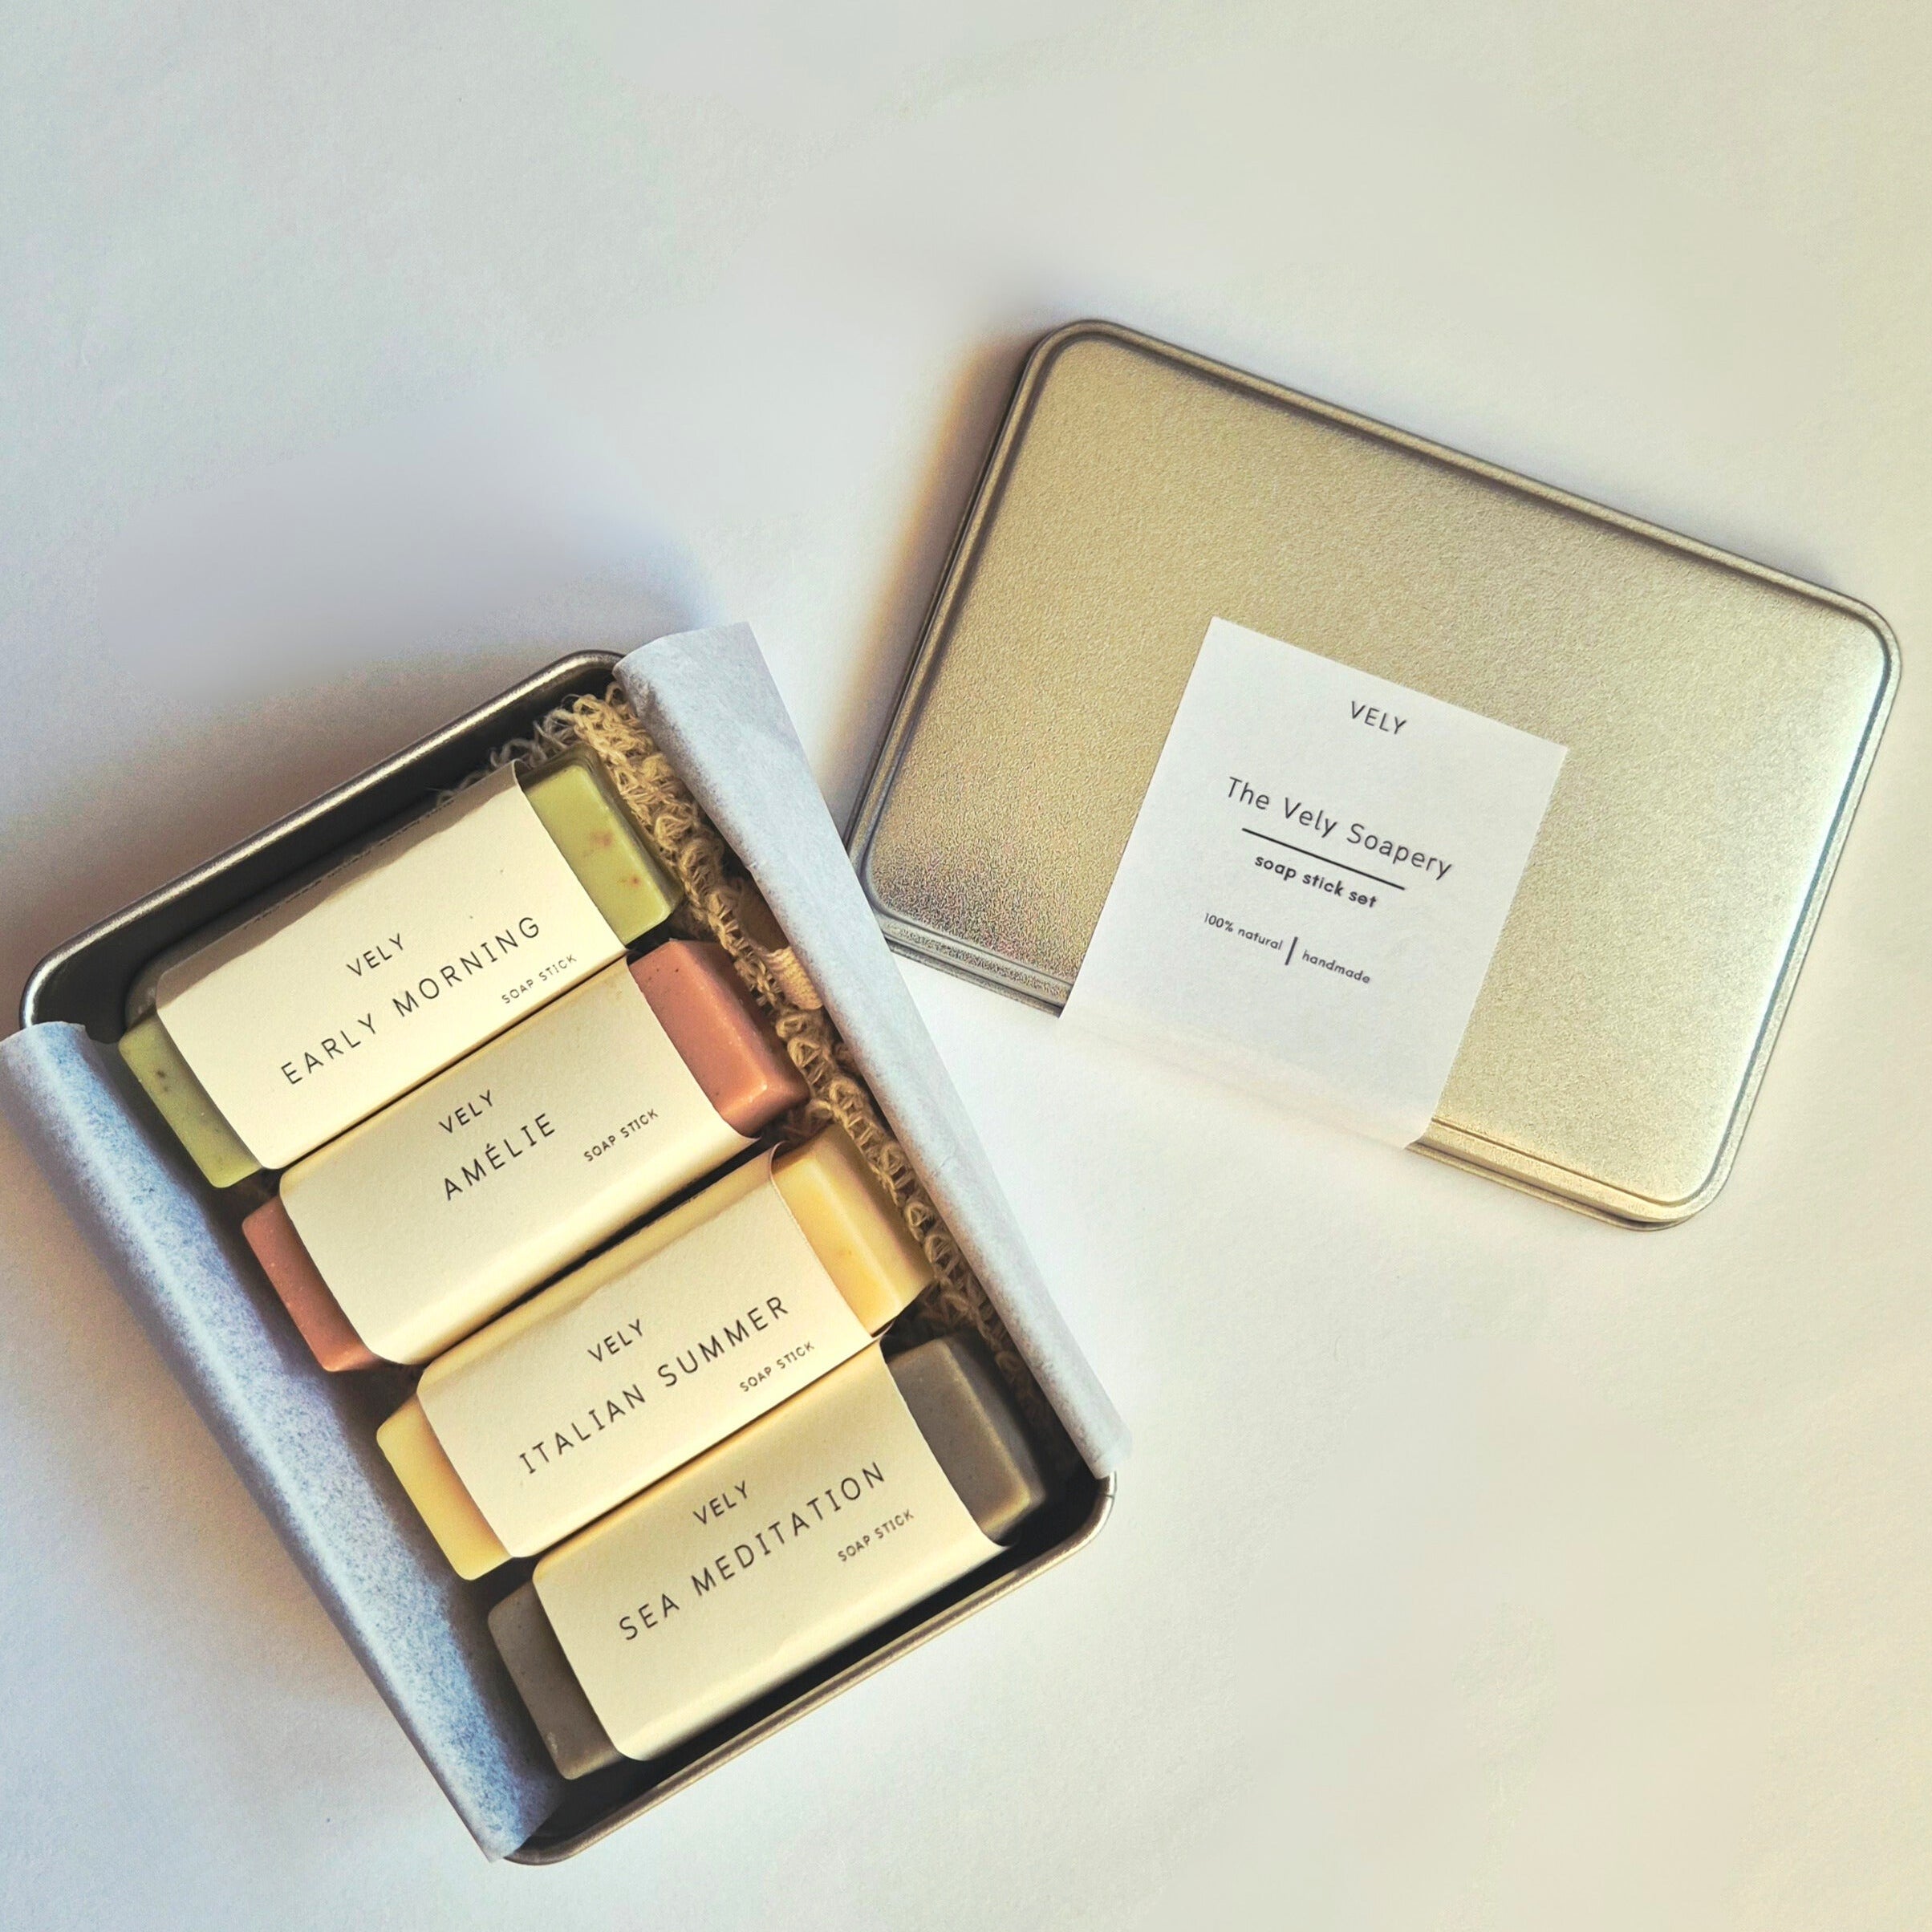 VELY
EARLY MORNING
SOAP STICK
VELY
AMÉLIE
SOAP STICK
VELY
ITALIAN SUMMER
SOAP STICK
VELY
SEA MEDITATION
SOAP STICK
VELY
The Vely Soapery
soap stick set
100% natural | handmade